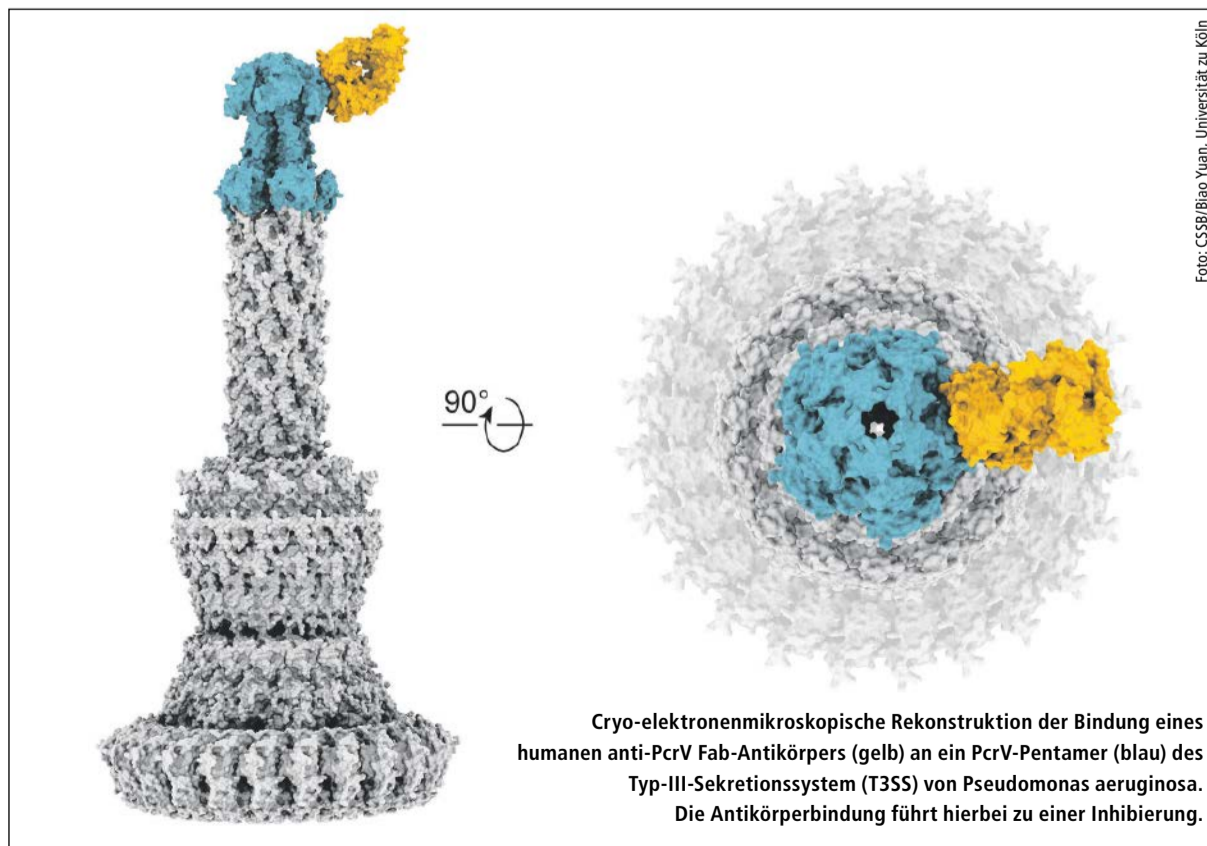 90°
Cryo-elektronenmikroskopische Rekonstruktion der Bindung eines
humanen anti-PcrV Fab-Antikörpers (gelb) an ein PcrV-Pentamer (blau) des
Typ-III-Sekretionssystem (T3SS) von Pseudomonas aeruginosa.
Die Antikörperbindung führt hierbei zu einer Inhibierung.
Foto: CSSB/Biao Yuan, Universität zu Köln